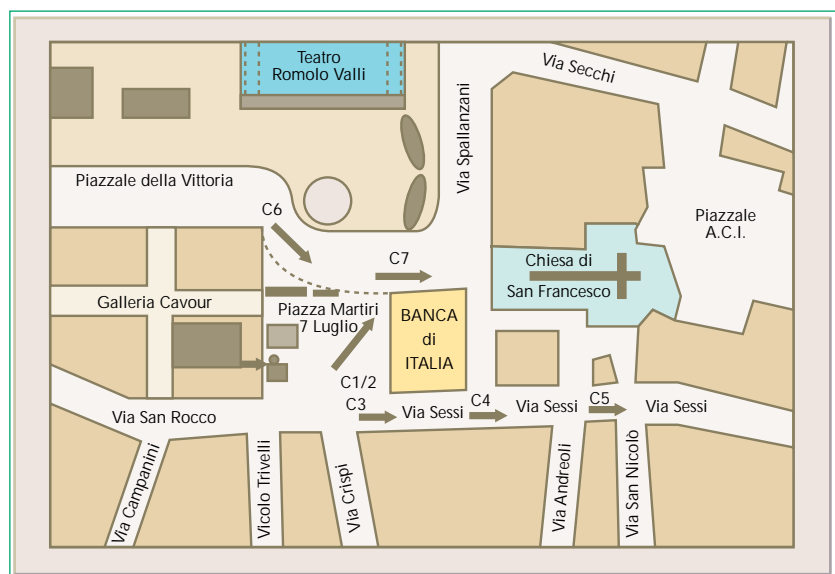 Teatro
Romolo Valli
Via Secchi
Via Spallanzani
Piazzale della Vittoria
C6
Piazzale
A.C.I.
C7
Chiesa di
San Francesco
Galleria Cavour
Piazza Martiri
7 Luglio
BANCA
di
ITALIA
C1/2
C3
Via Sessi
C4
Via Sessi
C5
Via Sessi
Via San Rocco
Via Campanini
Vicolo Trivelli
Via Crispi
Via Andreoli
Via San Nicolò